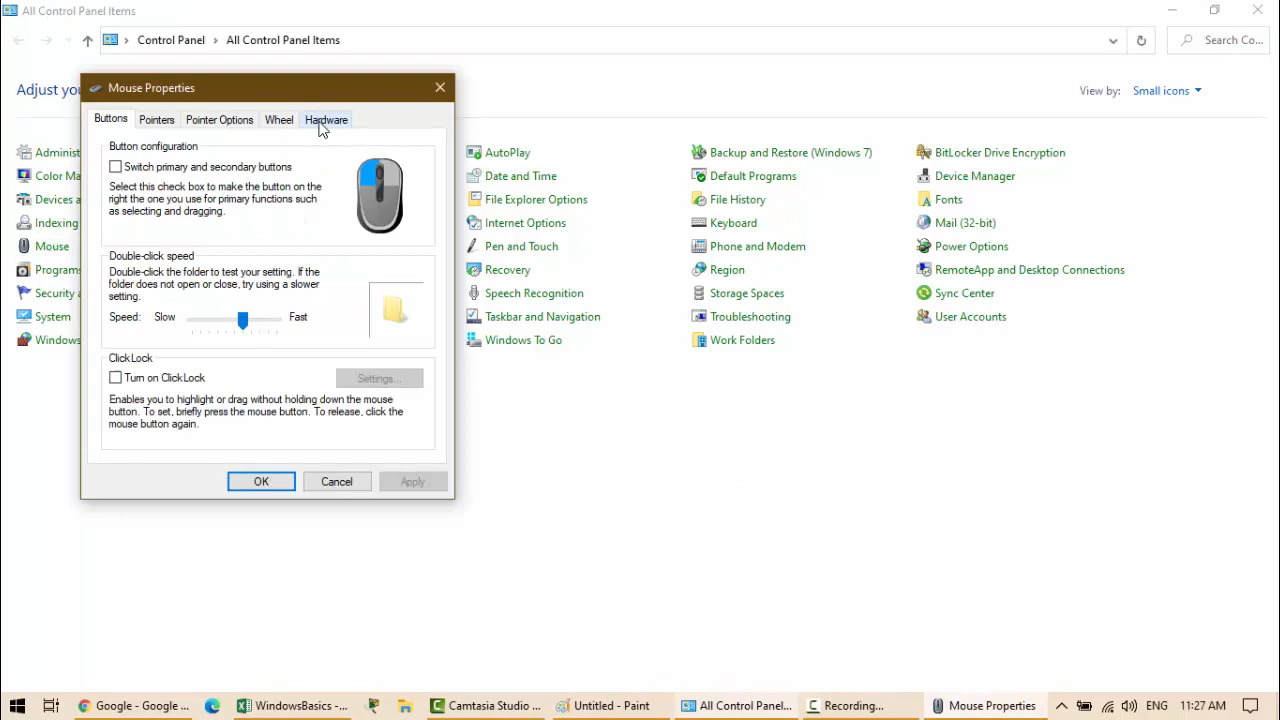 All Control Panel Items
Control Panel
All Control Panel Items
Search Co...
Adjust you
View by:
Small icons
Mouse Properties
Buttons
Pointers
Pointer Options
Wheel
Hardware
Button configuration
Switch primary and secondary buttons
Select this check box to make the button on the
right the one you use for primary functions such
as selecting and dragging.
Double-click speed
Double-click the folder to test your setting. If the
folder does not open or close, try using a slower
setting.
Speed:
Slow
Fast
ClickLock
Turn on ClickLock
Settings...
Enables you to highlight or drag without holding down the mouse
button. To set, briefly press the mouse button. To release, click the
mouse button again.
OK
Cancel
Apply
Administ
Color Ma
Devices a
Indexing
Mouse
Programs
Security a
System
Windows
AutoPlay
Date and Time
File Explorer Options
Internet Options
Pen and Touch
Recovery
Speech Recognition
Taskbar and Navigation
Windows To Go
Backup and Restore (Windows 7)
Default Programs
File History
Keyboard
Phone and Modem
Region
Storage Spaces
Troubleshooting
Work Folders
BitLocker Drive Encryption
Device Manager
Fonts
Mail (32-bit)
Power Options
RemoteApp and Desktop Connections
Sync Center
User Accounts
Google - Google ...
WindowsBasics - ...
Camtasia Studio ...
Untitled - Paint
All Control Panel...
Recording...
Mouse Properties
ENG
11:27 AM